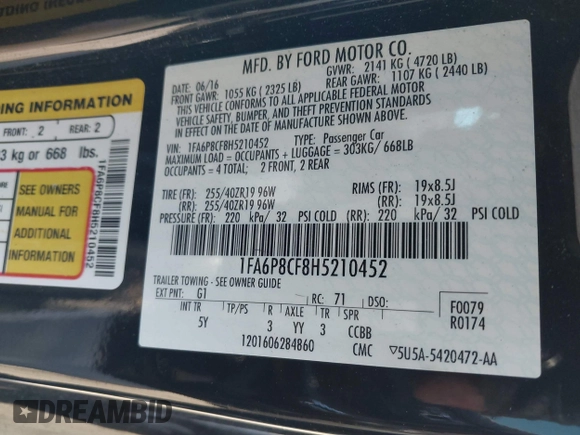 MFD. BY FORD MOTOR CO.
DATE: 06/16 GVWR: 2141 KG ( 4720 LB)
FRONT GAWR: 1055 KG ( 2325 LB) REAR GAWR: 1107 KG ( 2440 LB)
THIS VEHICLE CONFORMS TO ALL APPLICABLE FEDERAL MOTOR
VEHICLE SAFETY, BUMPER, AND THEFT PREVENTION STANDARDS
IN EFFECT ON THE DATE OF MANUFACTURE SHOWN ABOVE.
VIN: 1FA6P8CF8H5210452 TYPE: Passenger Car
MAXIMUM LOAD = OCCUPANTS + LUGGAGE = 303KG/ 668LB
OCCUPANTS = 4 TOTAL; 2 FRONT, 2 REAR
TIRE (FR): 255/40ZR19 96W RIMS (FR): 19x8.5J
(RR): 255/40ZR19 96W (RR): 19x8.5J
PRESSURE (FR): 220 kPa/ 32 PSI COLD (RR): 220 kPa/ 32 PSI COLD
1FA6P8CF8H5210452
TRAILER TOWING - SEE OWNER GUIDE
EXT PNT: G1 RC: 71 DSO: F0079
INT TR TP/PS R AXLE TR SPR R0174
5Y 3 YY 3 CCBB
1201606284860 CMC 5U5A-5420472-AA
ING INFORMATION
FRONT: 2 REAR: 2
3 kg or 668 lbs.
SEE OWNERS
MANUAL FOR
ADDITIONAL
INFORMATION
1FA6P8CF8H5210452
DREAMBID